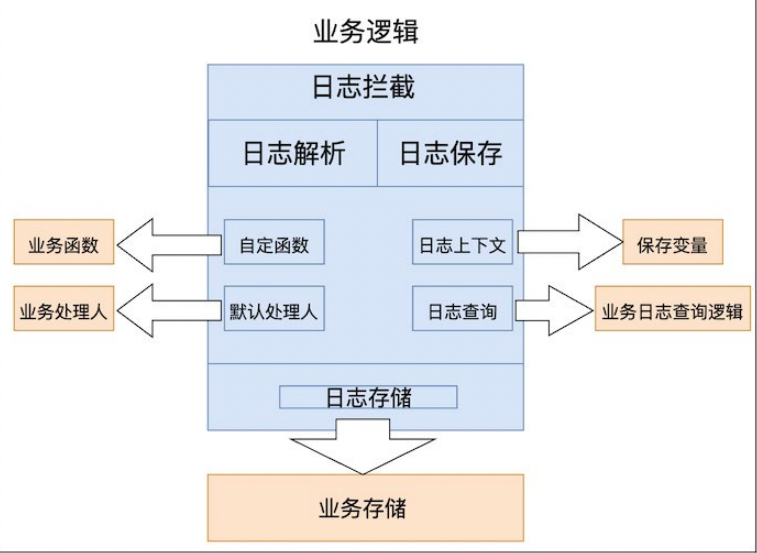 业务逻辑
日志拦截
日志解析 日志保存
业务函数 自定函数 日志上下文 保存变量
业务处理人 默认处理人 日志查询 业务日志查询逻辑
日志存储
业务存储